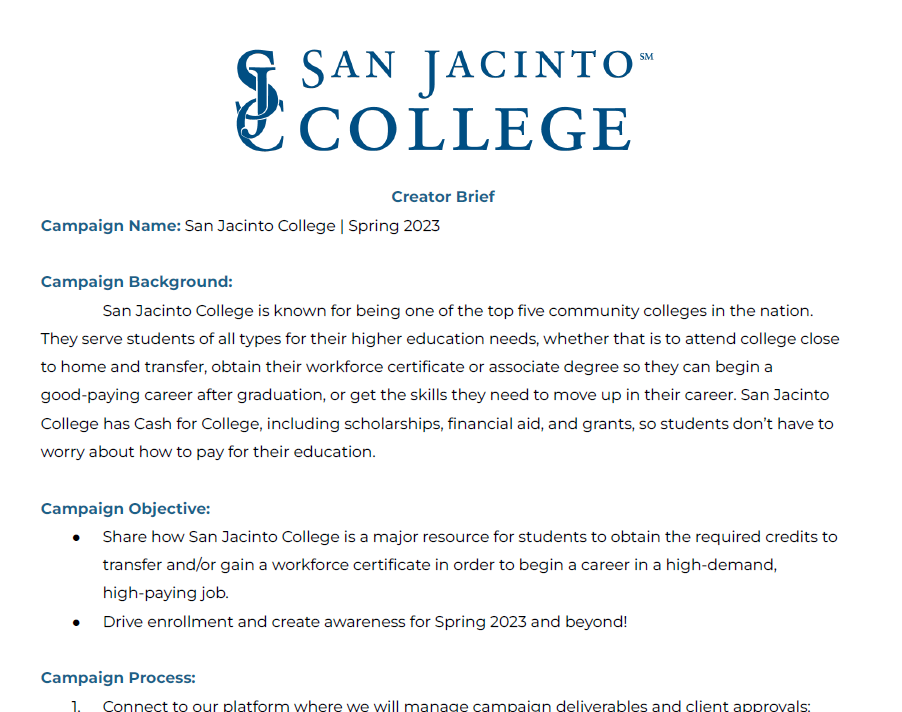 SAN JACINTO℠
COLLEGE
Creator Brief
Campaign Name: San Jacinto College | Spring 2023
Campaign Background:
San Jacinto College is known for being one of the top five community colleges in the nation.
They serve students of all types for their higher education needs, whether that is to attend college close
to home and transfer, obtain their workforce certificate or associate degree so they can begin a
good-paying career after graduation, or get the skills they need to move up in their career. San Jacinto
College has Cash for College, including scholarships, financial aid, and grants, so students don’t have to
worry about how to pay for their education.
Campaign Objective:
● Share how San Jacinto College is a major resource for students to obtain the required credits to
transfer and/or gain a workforce certificate in order to begin a career in a high-demand,
high-paying job.
● Drive enrollment and create awareness for Spring 2023 and beyond!
Campaign Process:
1. Connect to our platform where we will manage campaign deliverables and client approvals: